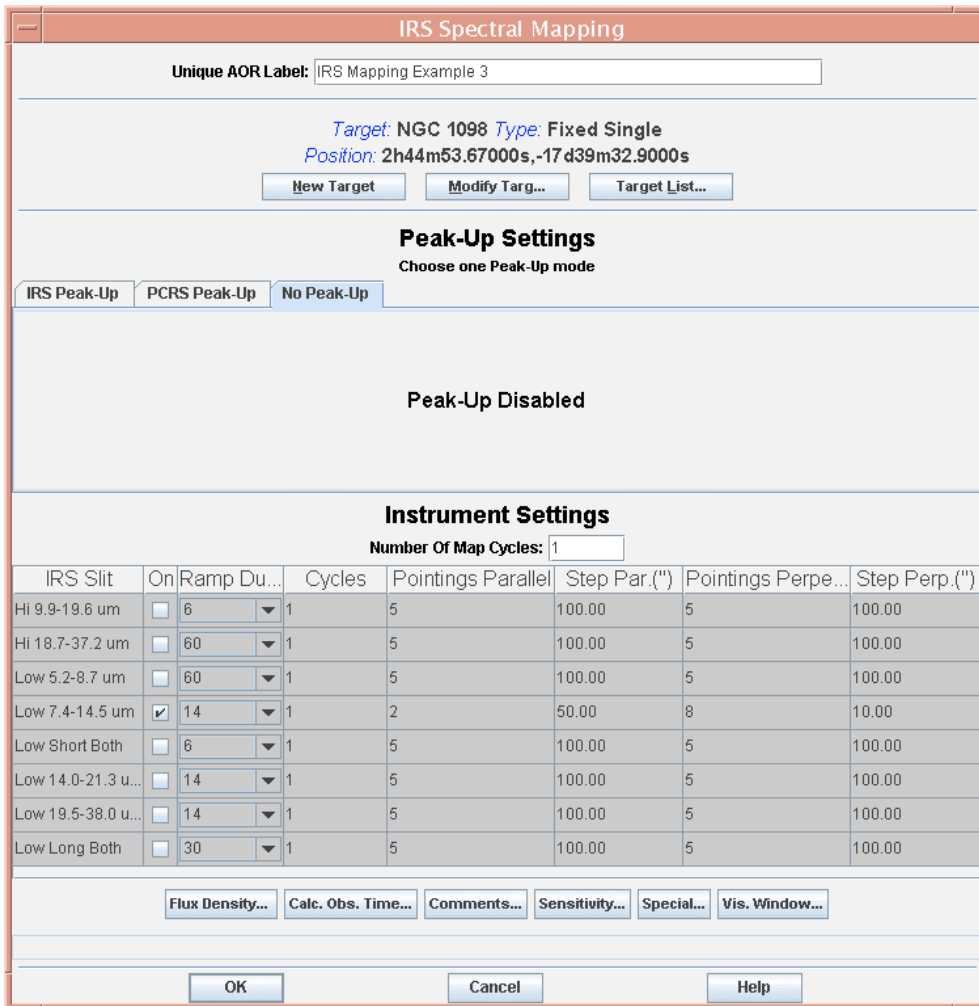 IRS Spectral Mapping
Unique AOR Label: IRS Mapping Example 3
Target: NGC 1098 Type: Fixed Single
Position: 2h44m53.67000s,-17d39m32.9000s
New Target Modify Targ... Target List...
Peak-Up Settings
Choose one Peak-Up mode
IRS Peak-Up PCRS Peak-Up No Peak-Up
Peak-Up Disabled
Instrument Settings
Number Of Map Cycles: 1
IRS Slit On Ramp Du... Cycles Pointings Parallel Step Par.(") Pointings Perpe... Step Perp.(")
Hi 9.9-19.6 um 6 1 5 100.00 5 100.00
Hi 18.7-37.2 um 60 1 5 100.00 5 100.00
Low 5.2-8.7 um 60 1 5 100.00 5 100.00
Low 7.4-14.5 um 14 1 2 50.00 8 10.00
Low Short Both 6 1 5 100.00 5 100.00
Low 14.0-21.3 u... 14 1 5 100.00 5 100.00
Low 19.5-38.0 u... 14 1 5 100.00 5 100.00
Low Long Both 30 1 5 100.00 5 100.00
Flux Density... Calc. Obs. Time... Comments... Sensitivity... Special... Vis. Window...
OK Cancel Help